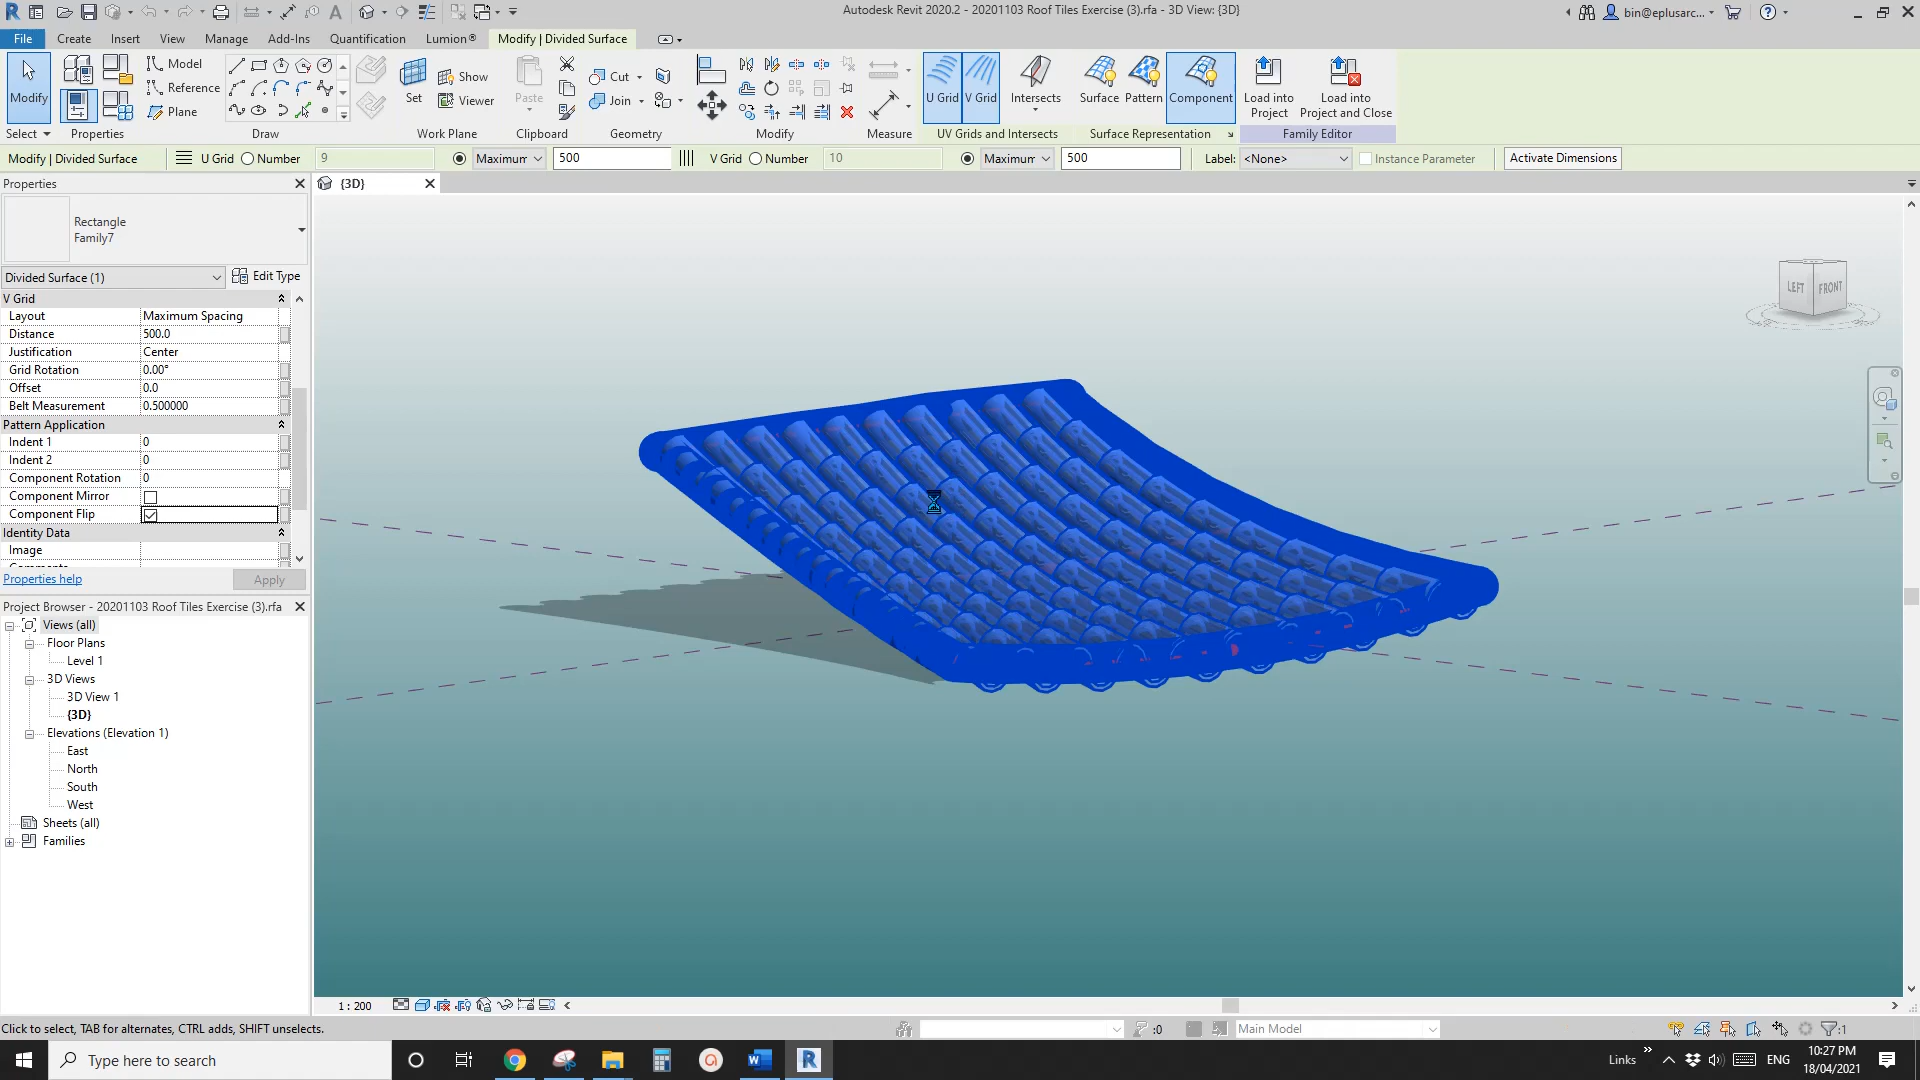 Autodesk Revit 2020.2 - 20201103 Roof Tiles Exercise (3).rfa - 3D View: {3D}
bin@eplusarc...
File Create Insert View Manage Add-Ins Quantification Lumion® Modify | Divided Surface
Modify
Select
Properties
Model
Reference
Plane
Draw
Set
Show
Viewer
Work Plane
Paste
Clipboard
Cut
Join
Geometry
Modify
Measure
U Grid
V Grid
Intersects
UV Grids and Intersects
Surface
Pattern
Component
Surface Representation
Load into
Project
Load into
Project and Close
Family Editor
Modify | Divided Surface U Grid Number 9 Maximum 500 V Grid Number 10 Maximum 500 Label: <None> Instance Parameter Activate Dimensions
Properties
{3D}
Rectangle
Family7
Divided Surface (1)
Edit Type
V Grid
Layout Maximum Spacing
Distance 500.0
Justification Center
Grid Rotation 0.00°
Offset 0.0
Belt Measurement 0.500000
Pattern Application
Indent 1 0
Indent 2 0
Component Rotation 0
Component Mirror
Component Flip
Identity Data
Image
Properties help
Apply
LEFT
FRONT
Project Browser - 20201103 Roof Tiles Exercise (3).rfa
Views (all)
Floor Plans
Level 1
3D Views
3D View 1
{3D}
Elevations (Elevation 1)
East
North
South
West
Sheets (all)
Families
1 : 200
Click to select, TAB for alternates, CTRL adds, SHIFT unselects.
:0
Main Model
:1
Type here to search
Links
ENG
10:27 PM
18/04/2021